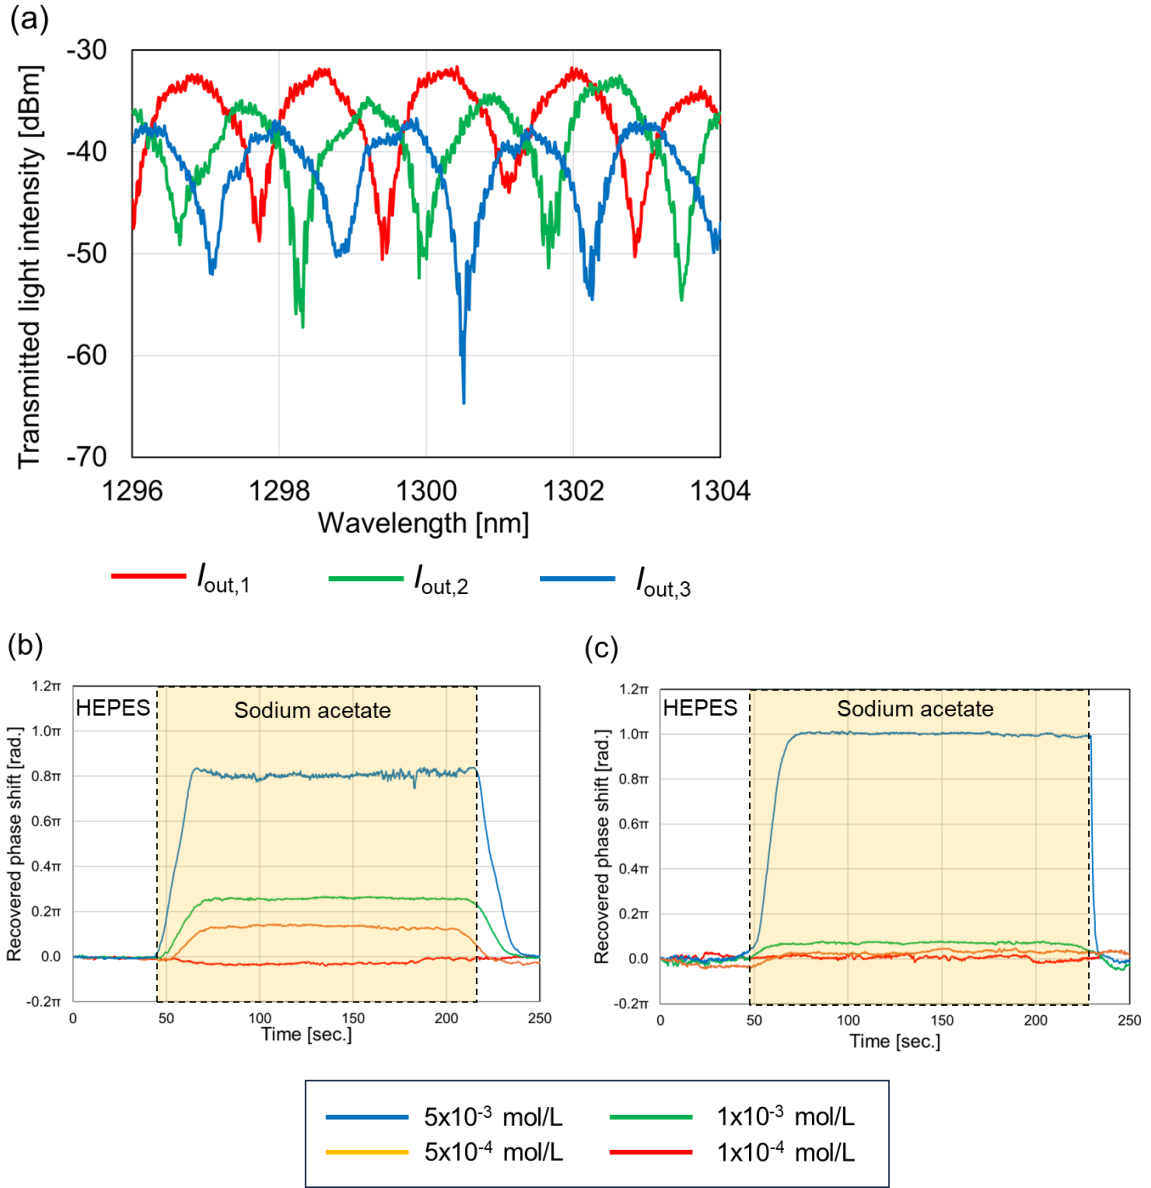 (a)
Transmitted light intensity [dBm]
-30
-40
-50
-60
-70
1296 1298 1300 1302 1304
Wavelength [nm]
Iout,1 Iout,2 Iout,3
(b)
Recovered phase shift [rad.]
1.2π
1.0π
0.8π
0.6π
0.4π
0.2π
0.0
-0.2π
HEPES Sodium acetate
0 50 100 150 200 250
Time [sec.]
(c)
Recovered phase shift [rad.]
1.2π
1.0π
0.8π
0.6π
0.4π
0.2π
0.0
-0.2π
HEPES Sodium acetate
0 50 100 150 200 250
Time [sec.]
5x10-3 mol/L 1x10-3 mol/L
5x10-4 mol/L 1x10-4 mol/L